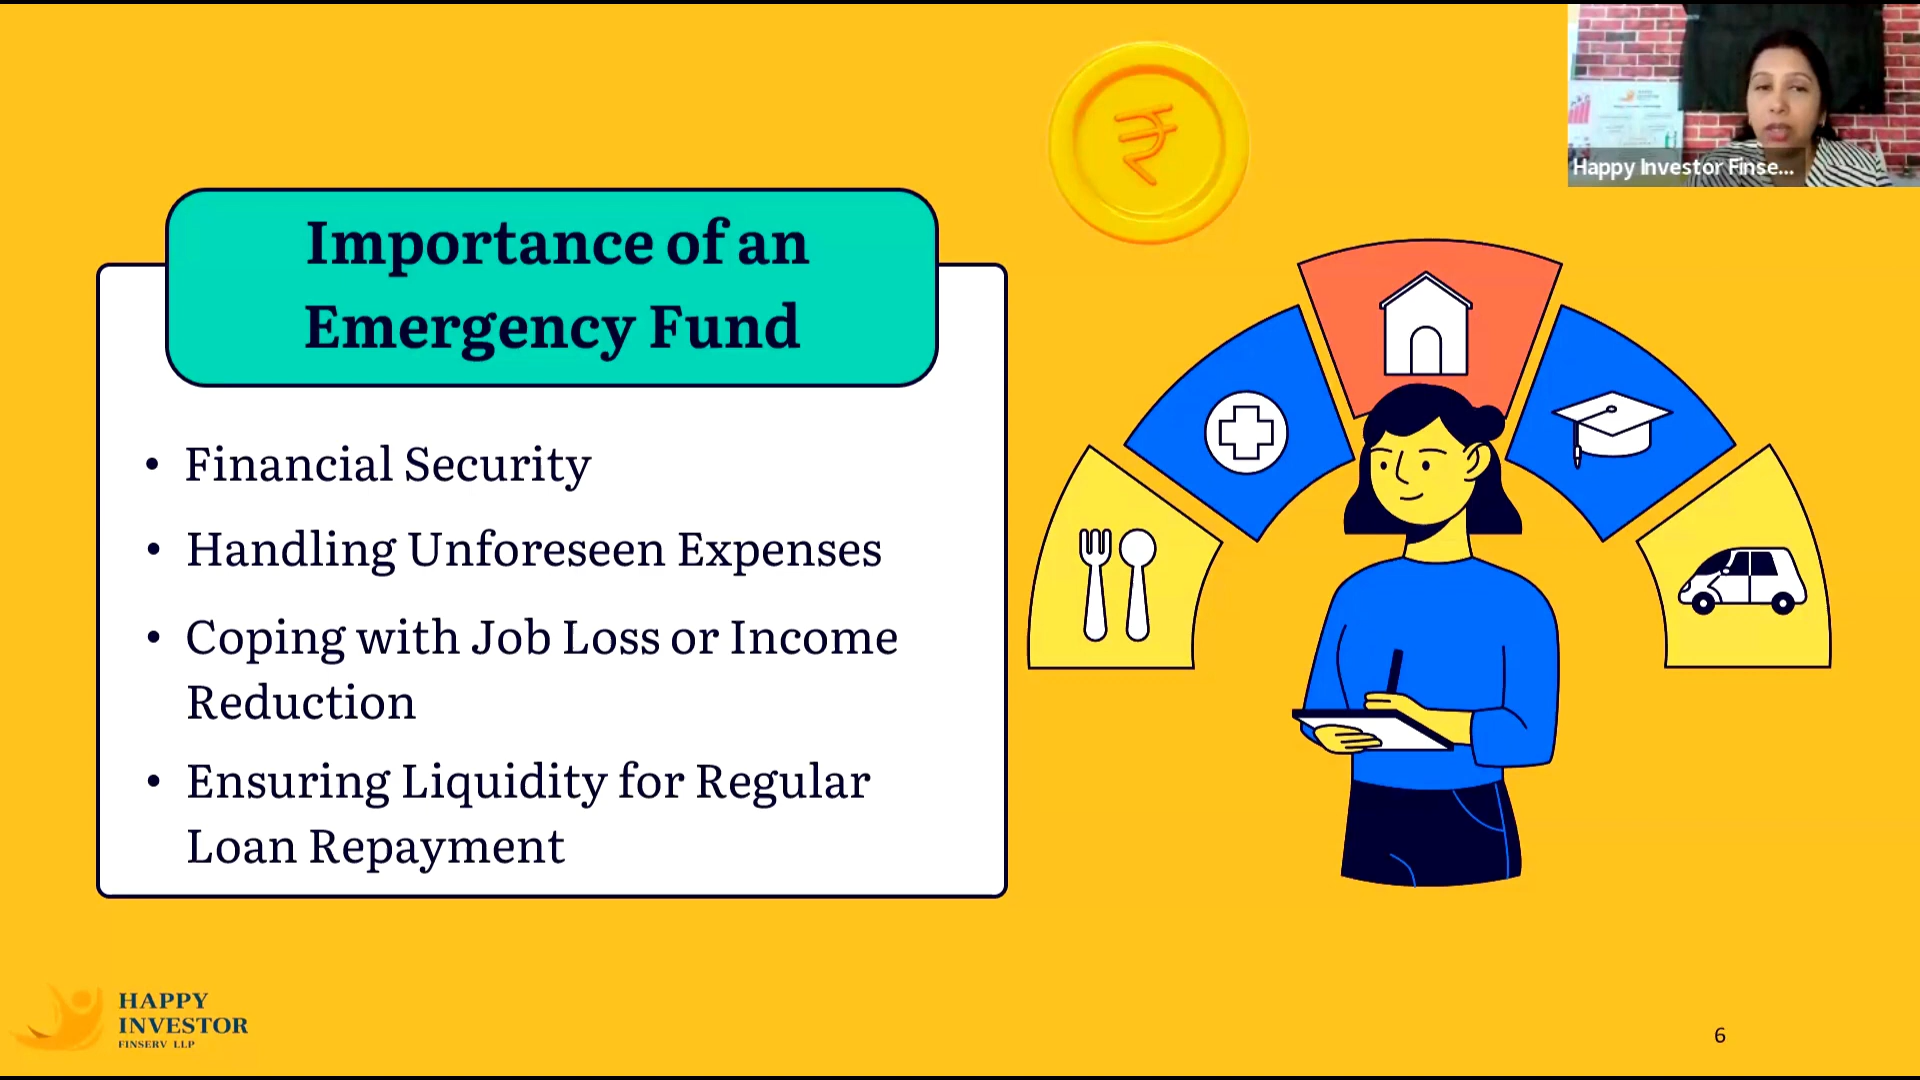 Happy Investor Finse...
₹
Importance of an
Emergency Fund
• Financial Security
• Handling Unforeseen Expenses
• Coping with Job Loss or Income
Reduction
• Ensuring Liquidity for Regular
Loan Repayment
HAPPY
INVESTOR
FINSERV LLP
6